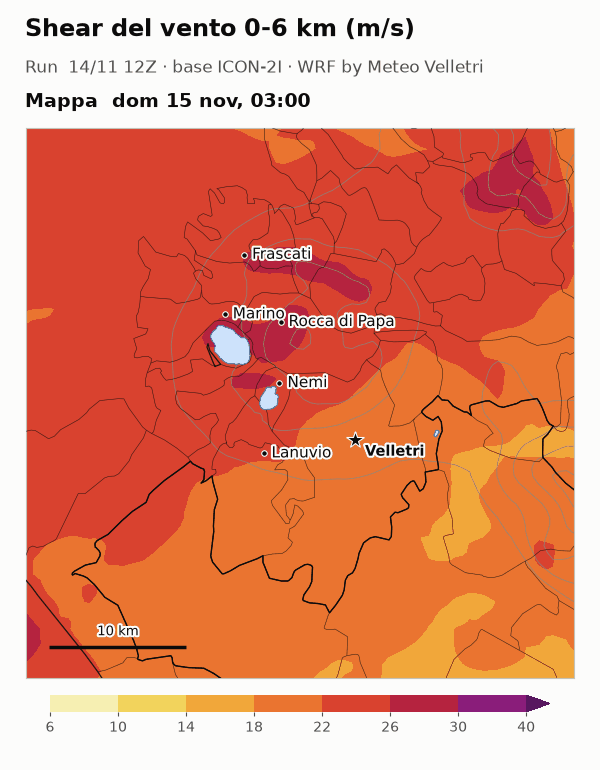 Shear del vento 0-6 km (m/s)
Run 14/11 12Z · base ICON-2I · WRF by Meteo Velletri
Mappa dom 15 nov, 03:00
Frascati
Marino
Rocca di Papa
Nemi
Velletri
Lanuvio
10 km
6 10 14 18 22 26 30 40